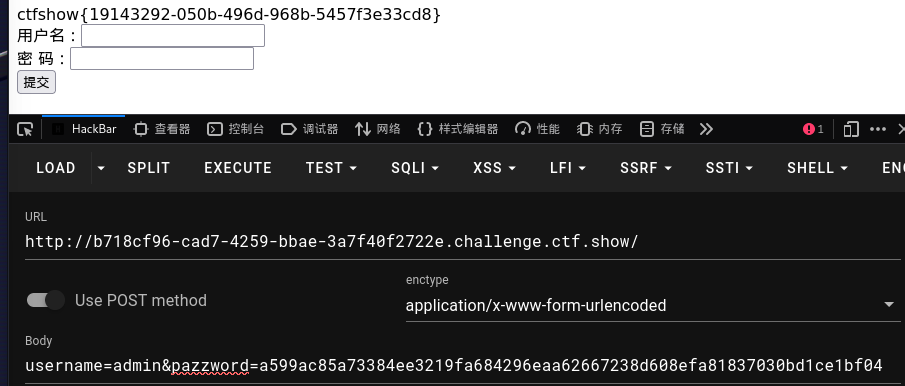 ctfshow{19143292-050b-496d-968b-5457f3e33cd8}
用户名：
密 码：
提交
HackBar 查看器 控制台 调试器 网络 样式编辑器 性能 内存 存储 1
LOAD SPLIT EXECUTE TEST SQLI XSS LFI SSRF SSTI SHELL EN
URL
http://b718cf96-cad7-4259-bbae-3a7f40f2722e.challenge.ctf.show/
Use POST method
enctype
application/x-www-form-urlencoded
Body
username=admin&pazzword=a599ac85a73384ee3219fa684296eaa62667238d608efa81837030bd1ce1bf04